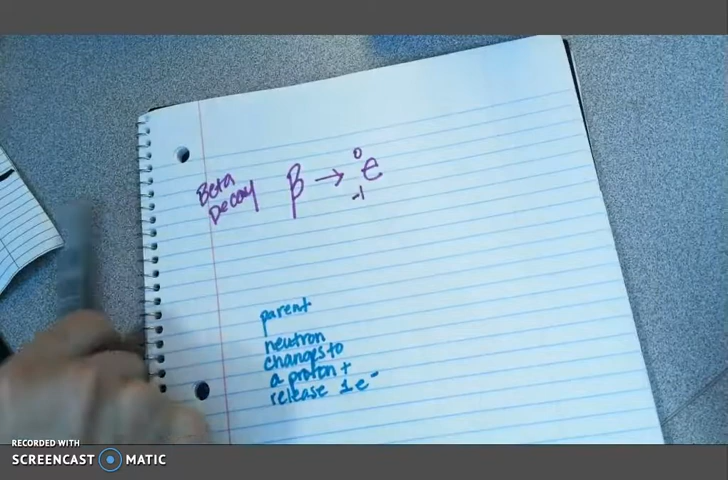 Beta
Decay
β → ⁰₋₁e
parent
neutron
changes to
a proton +
release 1e⁻
RECORDED WITH
SCREENCAST MATIC